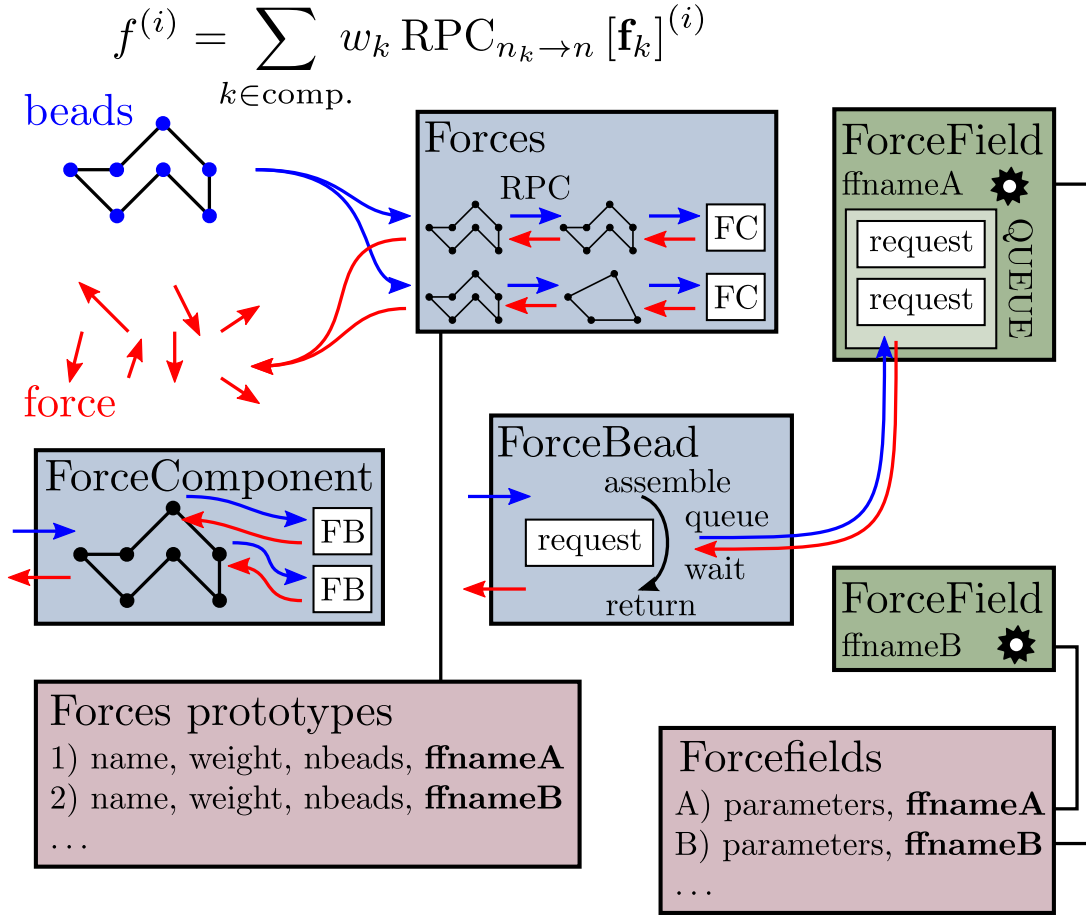 f^(i) = ∑_{k∈comp.} w_k RPC_{n_k→n} [f_k]^(i)
beads
force
Forces
RPC
FC
FC
ForceField
ffnameA
request
request
QUEUE
ForceComponent
FB
FB
ForceBead
assemble
request
queue
wait
return
ForceField
ffnameB
Forces prototypes
1) name, weight, nbeads, ffnameA
2) name, weight, nbeads, ffnameB
...
Forcefields
A) parameters, ffnameA
B) parameters, ffnameB
...